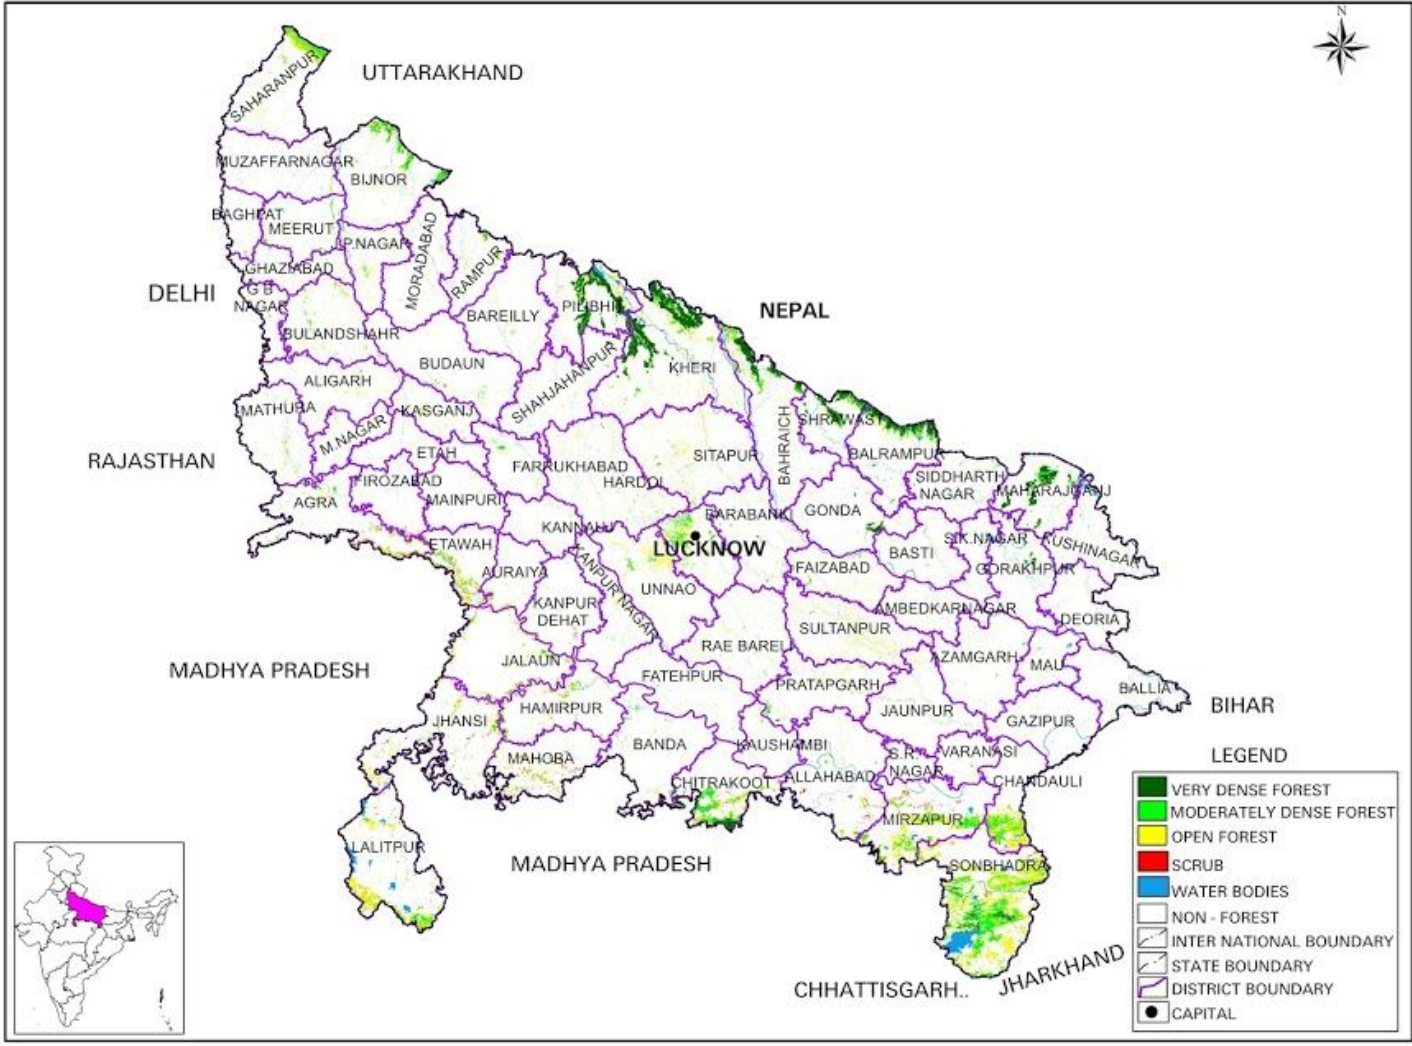 N
UTTARAKHAND
SAHARANPUR
MUZAFFARNAGAR
BIJNOR
BAGHPAT
MEERUT
J.P.NAGAR
MORADABAD
RAMPUR
GHAZIABAD
DELHI
G B
NAGAR
BULANDSHAHR
BAREILLY
PILIBHIT
NEPAL
BUDAUN
SHAHJAHANPUR
KHERI
ALIGARH
MATHURA
M.NAGAR
KASGANJ
BAHRAICH
SHRAWASTI
RAJASTHAN
ETAH
FARRUKHABAD
HARDOI
SITAPUR
BALRAMPUR
SIDDHARTH
NAGAR
MAHARAJGANJ
AGRA
FIROZABAD
MAINPURI
KANNAUJ
BARABANKI
GONDA
ETAWAH
LUCKNOW
BASTI
S.K.NAGAR
KUSHINAGAR
GORAKHPUR
AURAIYA
KANPUR NAGAR
UNNAO
FAIZABAD
KANPUR
DEHAT
AMBEDKARNAGAR
DEORIA
SULTANPUR
RAE BARELI
MADHYA PRADESH
JALAUN
FATEHPUR
PRATAPGARH
AZAMGARH
MAU
BALLIA
BIHAR
JHANSI
HAMIRPUR
JAUNPUR
GAZIPUR
MAHOBA
BANDA
KAUSHAMBI
S.R.
NAGAR
VARANASI
CHITRAKOOT
ALLAHABAD
CHANDAULI
MIRZAPUR
LALITPUR
MADHYA PRADESH
SONBHADRA
CHHATTISGARH..
JHARKHAND
LEGEND
VERY DENSE FOREST
MODERATELY DENSE FOREST
OPEN FOREST
SCRUB
WATER BODIES
NON - FOREST
INTER NATIONAL BOUNDARY
STATE BOUNDARY
DISTRICT BOUNDARY
CAPITAL